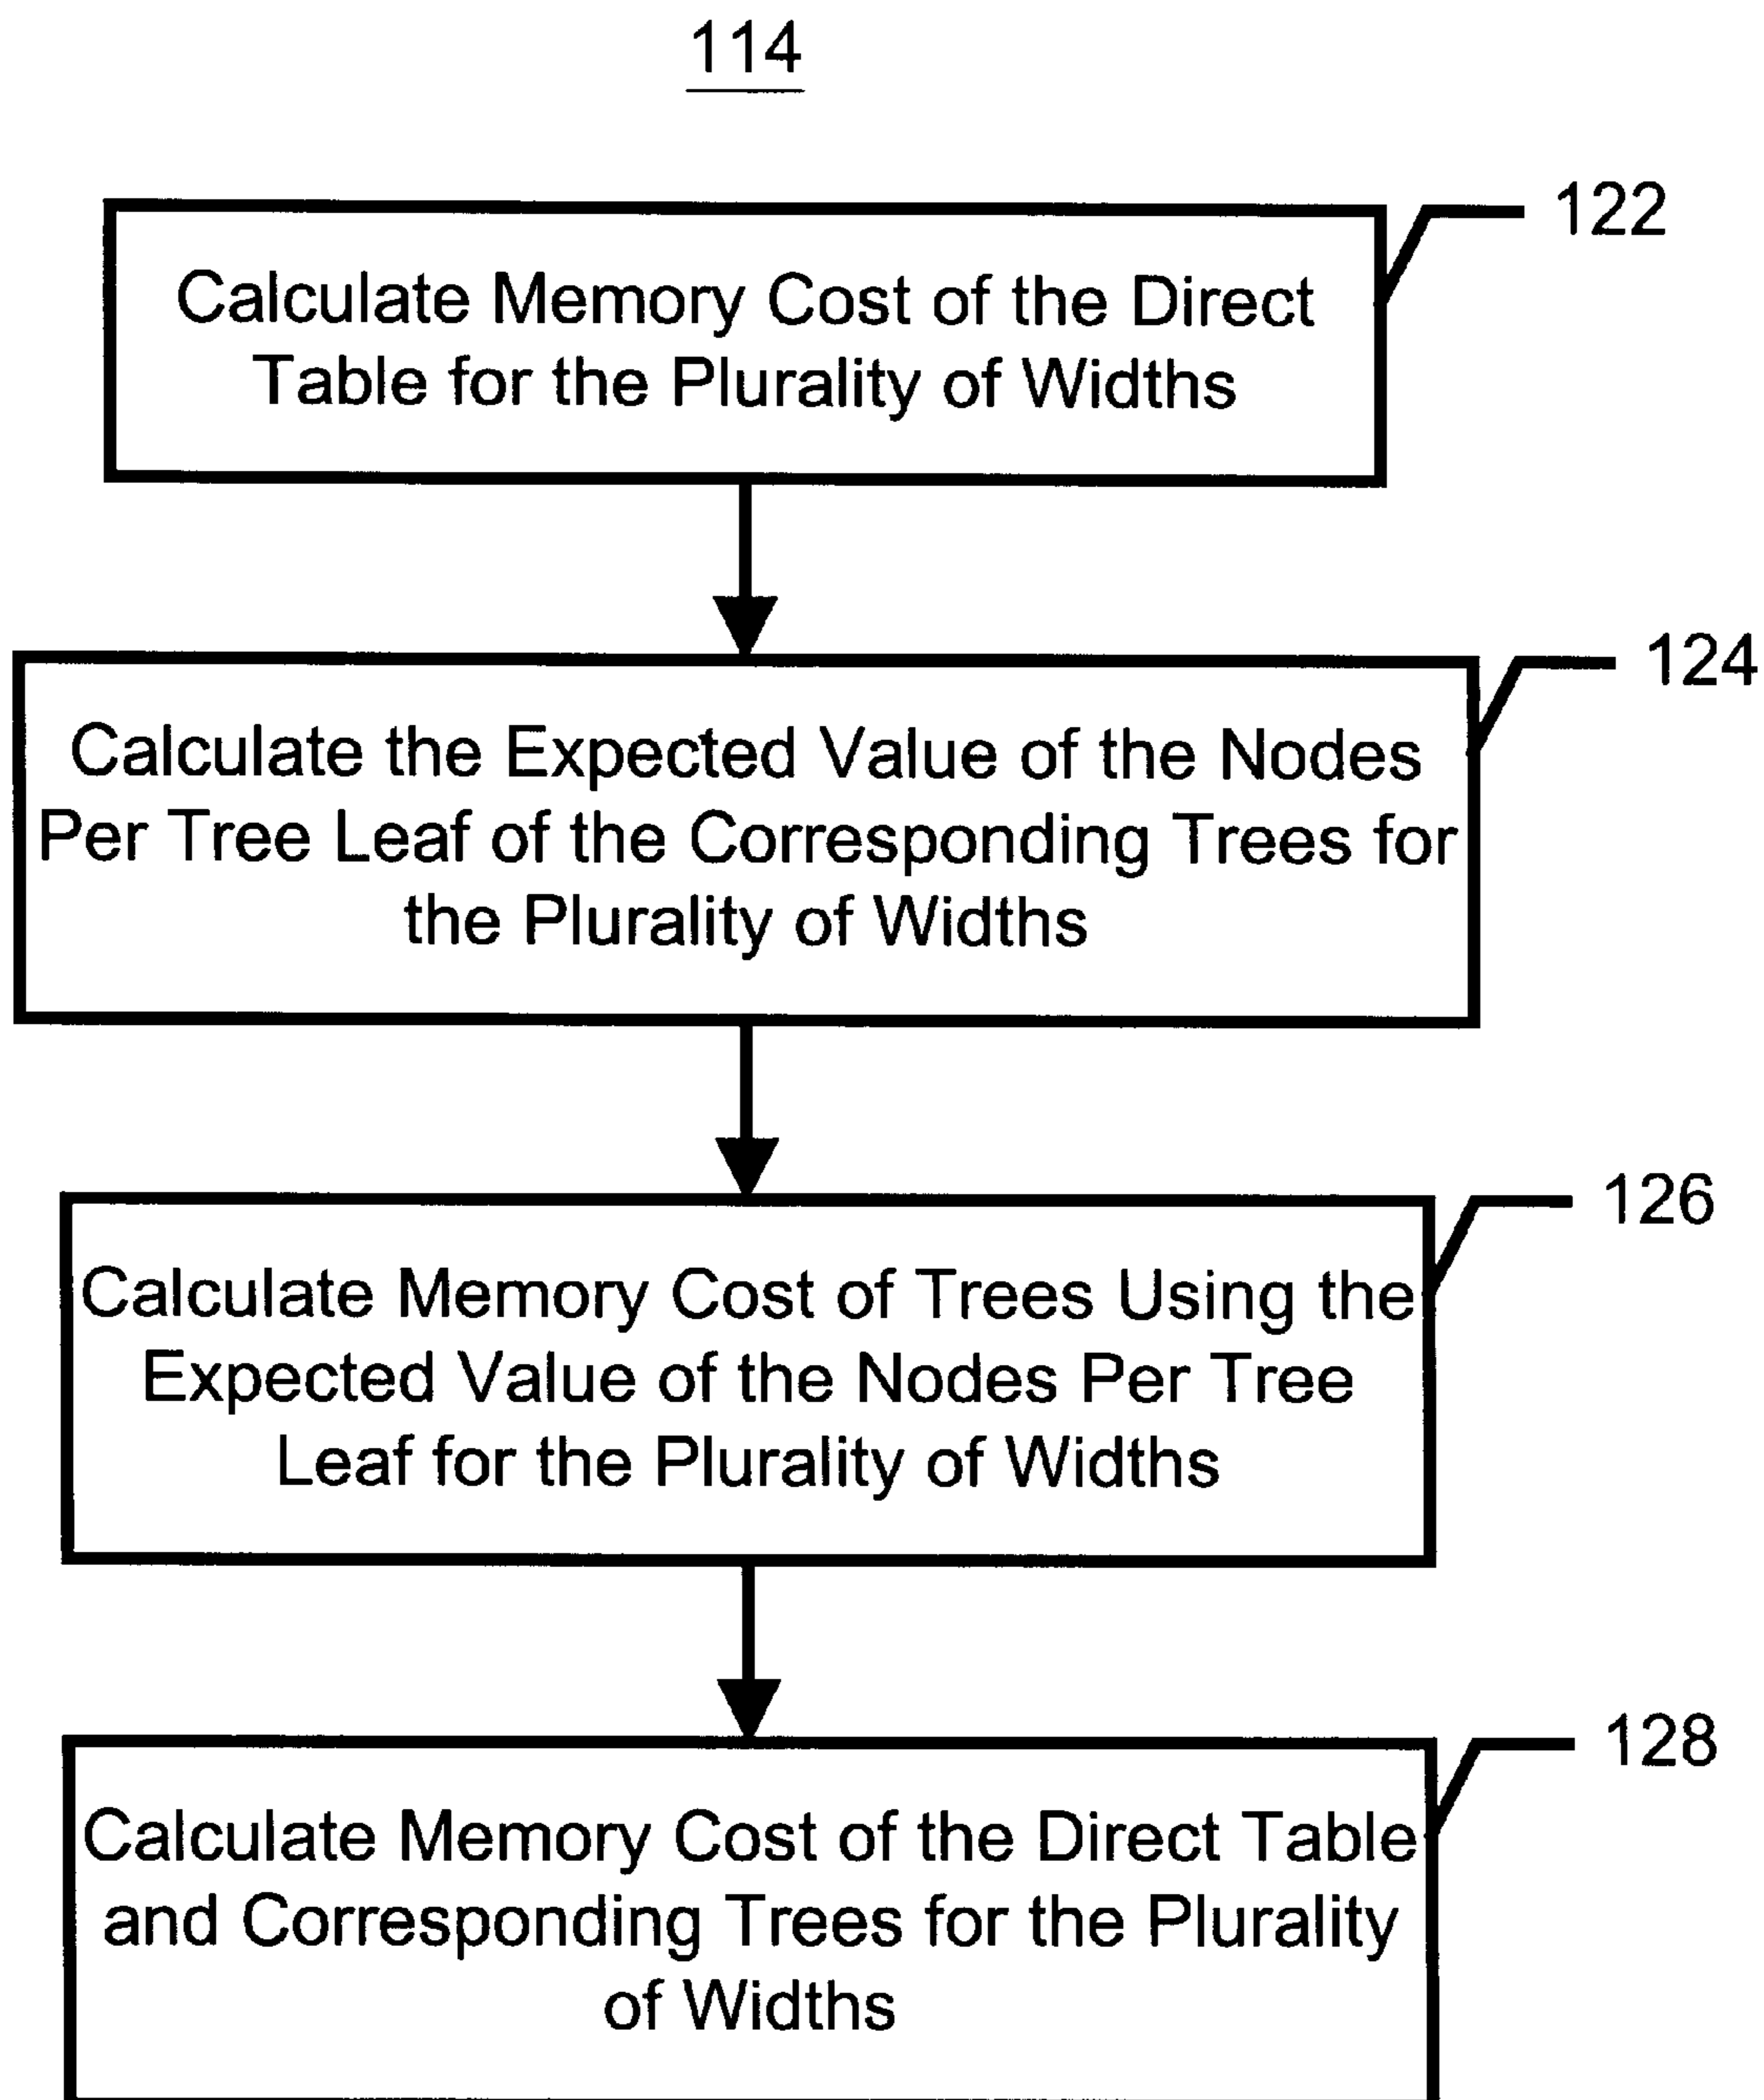 114
122
Calculate Memory Cost of the Direct
Table for the Plurality of Widths
124
Calculate the Expected Value of the Nodes
Per Tree Leaf of the Corresponding Trees for
the Plurality of Widths
126
Calculate Memory Cost of Trees Using the
Expected Value of the Nodes Per Tree
Leaf for the Plurality of Widths
128
Calculate Memory Cost of the Direct Table
and Corresponding Trees for the Plurality
of Widths